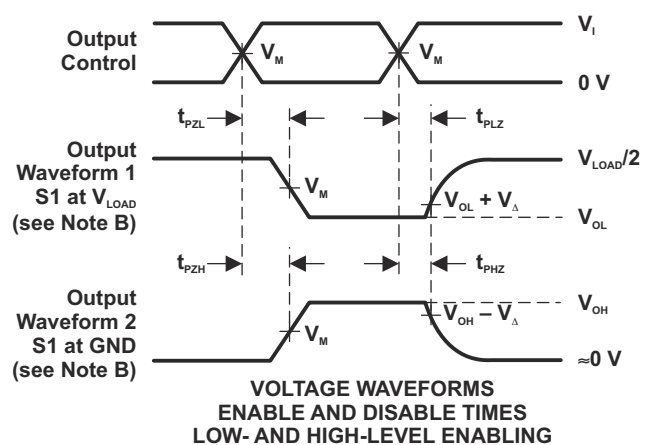 Output
Control
V_M
V_M
V_I
0 V
t_PZL
t_PLZ
Output
Waveform 1
S1 at V_LOAD
(see Note B)
V_M
V_OL + V_Δ
V_LOAD/2
V_OL
t_PZH
t_PHZ
Output
Waveform 2
S1 at GND
(see Note B)
V_M
V_OH – V_Δ
V_OH
≈0 V
VOLTAGE WAVEFORMS
ENABLE AND DISABLE TIMES
LOW- AND HIGH-LEVEL ENABLING